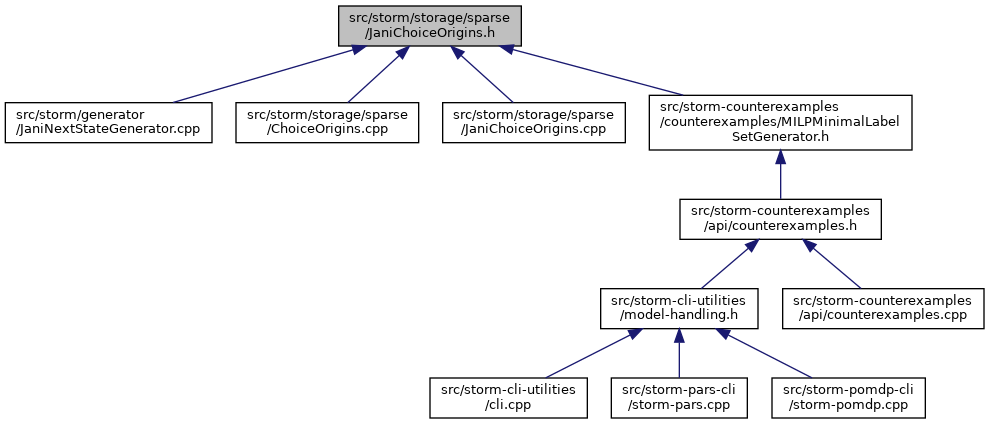 src/storm/storage/sparse
/JaniChoiceOrigins.h
src/storm/generator
/JaniNextStateGenerator.cpp
src/storm/storage/sparse
/ChoiceOrigins.cpp
src/storm/storage/sparse
/JaniChoiceOrigins.cpp
src/storm-counterexamples
/counterexamples/MILPMinimalLabel
SetGenerator.h
src/storm-counterexamples
/api/counterexamples.h
src/storm-cli-utilities
/model-handling.h
src/storm-counterexamples
/api/counterexamples.cpp
src/storm-cli-utilities
/cli.cpp
src/storm-pars-cli
/storm-pars.cpp
src/storm-pomdp-cli
/storm-pomdp.cpp